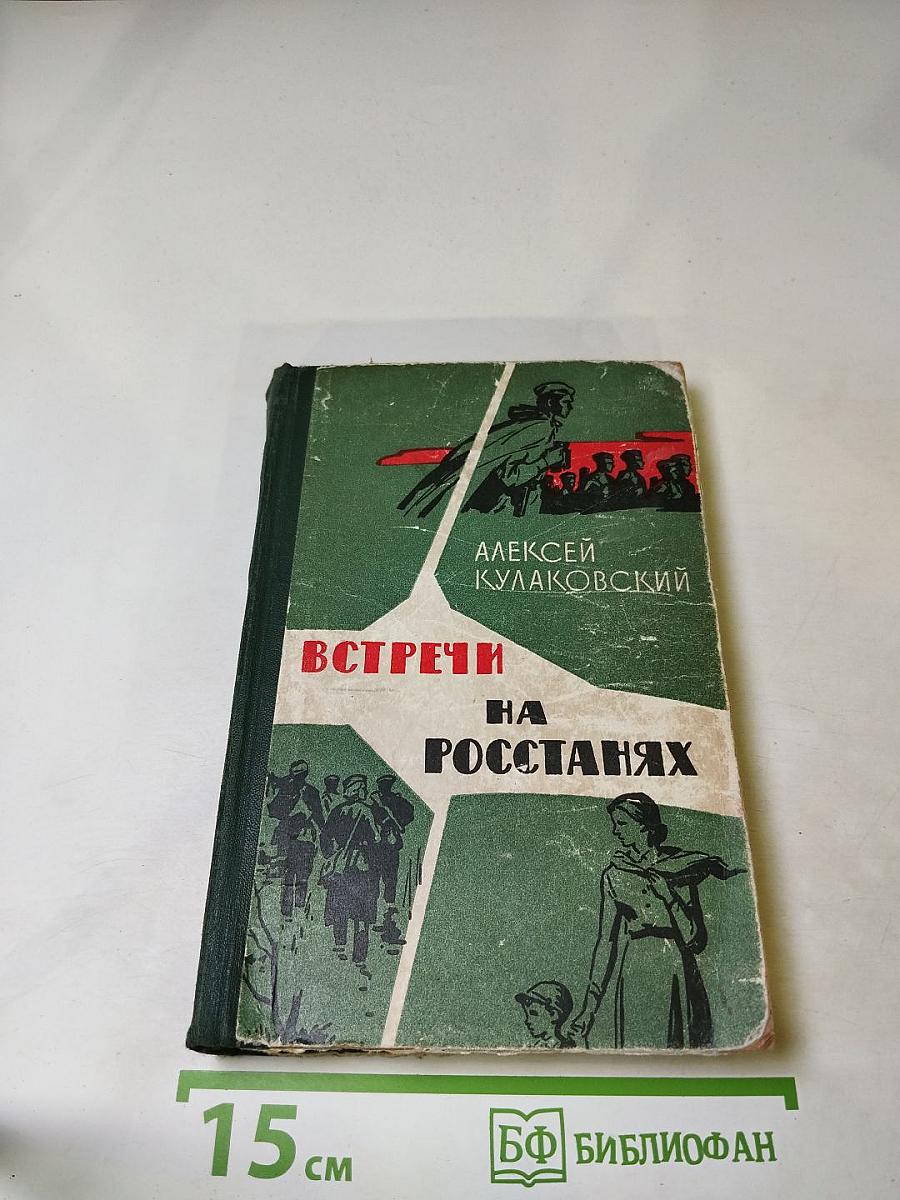 АЛЕКСЕЙ
КУЛАКОВСКИЙ
ВСТРЕЧИ
НА
РОССТАНЯХ
15 см
БФ БИБЛИОФАН